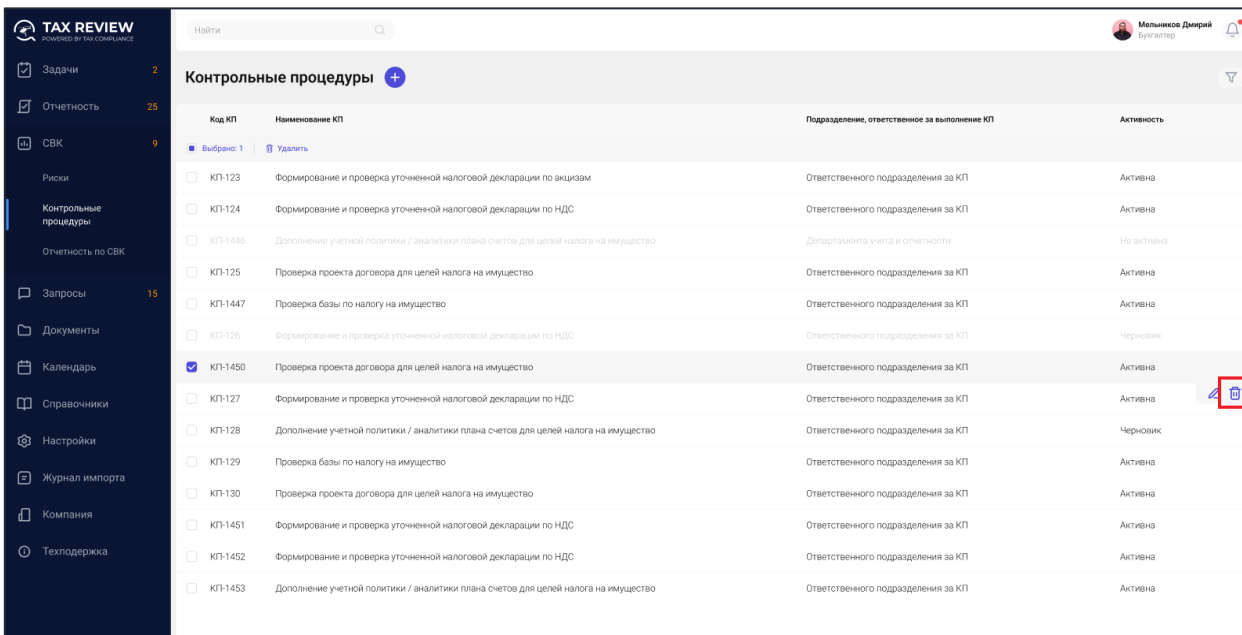 TAX REVIEW
POWERED BY TAX COMPLIANCE
Найти
Мельников Дмирий
Бухгалтер
Задачи 2
Отчетность 25
СВК 9
Риски
Контрольные
процедуры
Отчетность по СВК
Запросы 15
Документы
Календарь
Справочники
Настройки
Журнал импорта
Компания
Техподержка
Контрольные процедуры
Код КП Наименование КП Подразделение, ответственное за выполнение КП Активность
Выбрано: 1 Удалить
КП-123 Формирование и проверка уточненной налоговой декларации по акцизам Ответственного подразделения за КП Активна
КП-124 Формирование и проверка уточненной налоговой декларации по НДС Ответственного подразделения за КП Активна
КП-1446 Дополнение учетной политики / аналитики плана счетов для целей налога на имущество Департамента учета и отчетности Не активна
КП-125 Проверка проекта договора для целей налога на имущество Ответственного подразделения за КП Активна
КП-1447 Проверка базы по налогу на имущество Ответственного подразделения за КП Активна
КП-126 Формирование и проверка уточненной налоговой декларации по НДС Ответственного подразделения за КП Черновик
КП-1450 Проверка проекта договора для целей налога на имущество Ответственного подразделения за КП Активна
КП-127 Формирование и проверка уточненной налоговой декларации по НДС Ответственного подразделения за КП Активна
КП-128 Дополнение учетной политики / аналитики плана счетов для целей налога на имущество Ответственного подразделения за КП Черновик
КП-129 Проверка базы по налогу на имущество Ответственного подразделения за КП Активна
КП-130 Проверка проекта договора для целей налога на имущество Ответственного подразделения за КП Активна
КП-1451 Формирование и проверка уточненной налоговой декларации по НДС Ответственного подразделения за КП Активна
КП-1452 Формирование и проверка уточненной налоговой декларации по НДС Ответственного подразделения за КП Активна
КП-1453 Дополнение учетной политики / аналитики плана счетов для целей налога на имущество Ответственного подразделения за КП Активна